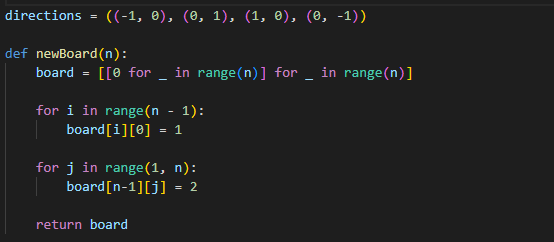 directions = ((-1, 0), (0, 1), (1, 0), (0, -1))
def newBoard(n):
    board = [[0 for _ in range(n)] for _ in range(n)]
    for i in range(n - 1):
        board[i][0] = 1
    for j in range(1, n):
        board[n-1][j] = 2
    return board